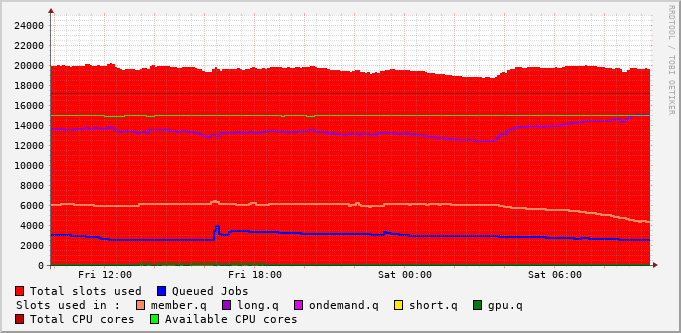 24000
22000
20000
18000
16000
14000
12000
10000
8000
6000
4000
2000
0
Fri 12:00 Fri 18:00 Sat 00:00 Sat 06:00
Total slots used Queued Jobs
Slots used in : member.q long.q ondemand.q short.q gpu.q
Total CPU cores Available CPU cores
RRDTOOL / TOBI OETIKER